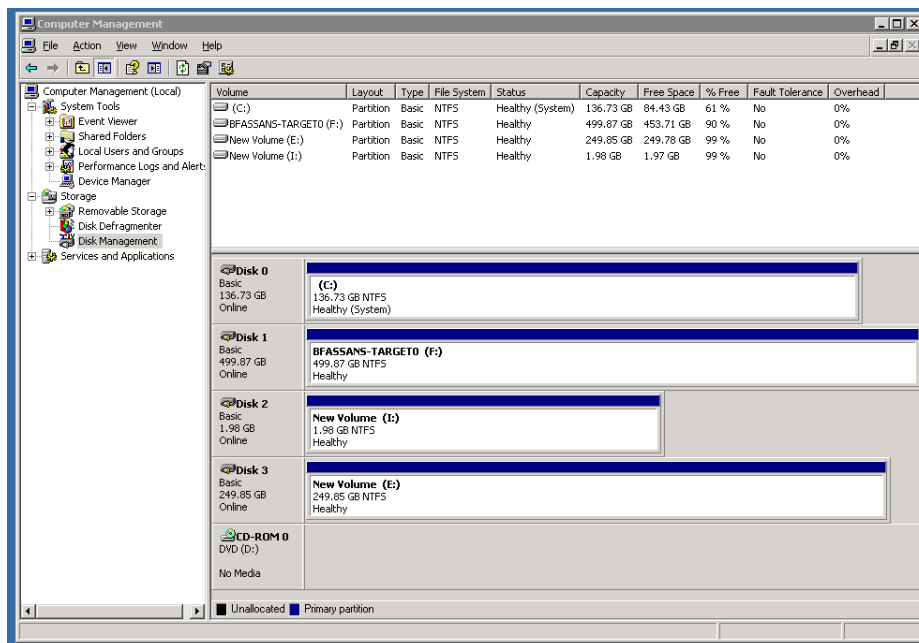 Computer Management
File Action View Window Help
Computer Management (Local)
System Tools
Event Viewer
Shared Folders
Local Users and Groups
Performance Logs and Alert
Device Manager
Storage
Removable Storage
Disk Defragmenter
Disk Management
Services and Applications
Volume Layout Type File System Status Capacity Free Space % Free Fault Tolerance Overhead
(C:) Partition Basic NTFS Healthy (System) 136.73 GB 84.43 GB 61 % No 0%
BFASSANS-TARGET0 (F:) Partition Basic NTFS Healthy 499.87 GB 453.71 GB 90 % No 0%
New Volume (E:) Partition Basic NTFS Healthy 249.85 GB 249.78 GB 99 % No 0%
New Volume (I:) Partition Basic NTFS Healthy 1.98 GB 1.97 GB 99 % No 0%
Disk 0
Basic
136.73 GB
Online
(C:)
136.73 GB NTFS
Healthy (System)
Disk 1
Basic
499.87 GB
Online
BFASSANS-TARGET0 (F:)
499.87 GB NTFS
Healthy
Disk 2
Basic
1.98 GB
Online
New Volume (I:)
1.98 GB NTFS
Healthy
Disk 3
Basic
249.85 GB
Online
New Volume (E:)
249.85 GB NTFS
Healthy
CD-ROM 0
DVD (D:)
No Media
Unallocated Primary partition